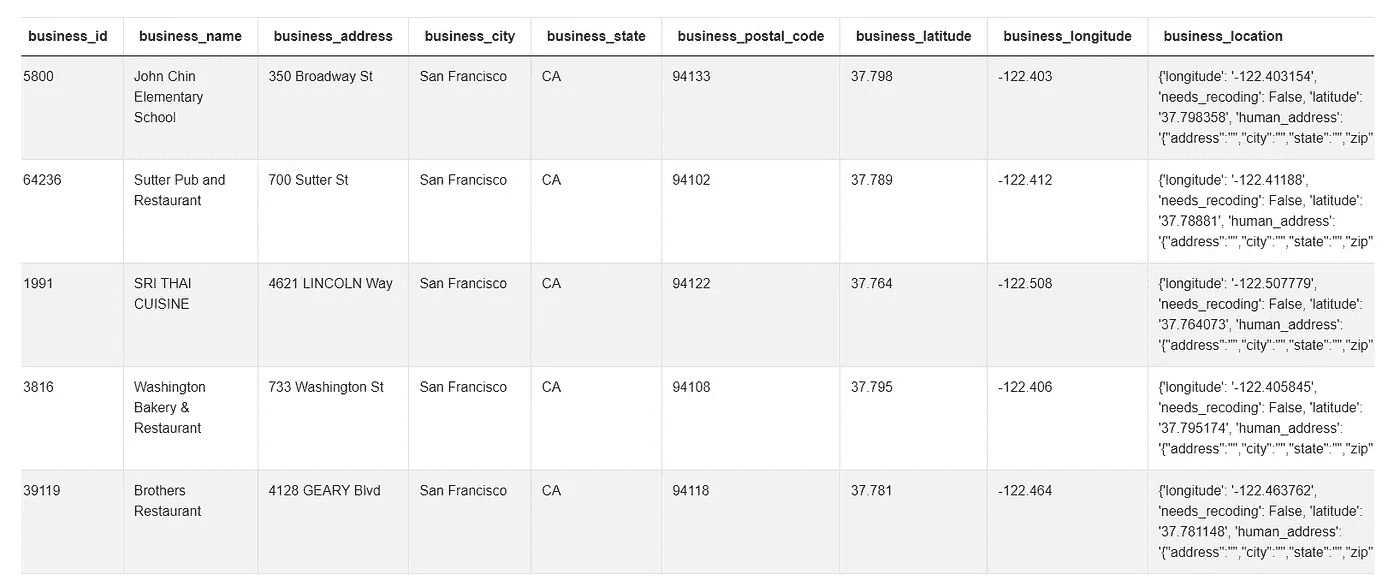 business_id business_name business_address business_city business_state business_postal_code business_latitude business_longitude business_location
5800 John Chin 350 Broadway St San Francisco CA 94133 37.798 -122.403 {'longitude': '-122.403154',
Elementary 'needs_recoding': False, 'latitude':
School '37.798358', 'human_address':
'{"address":"","city":"","state":"","zip"
64236 Sutter Pub and 700 Sutter St San Francisco CA 94102 37.789 -122.412 {'longitude': '-122.41188',
Restaurant 'needs_recoding': False, 'latitude':
'37.78881', 'human_address':
'{"address":"","city":"","state":"","zip"
1991 SRI THAI 4621 LINCOLN Way San Francisco CA 94122 37.764 -122.508 {'longitude': '-122.507779',
CUISINE 'needs_recoding': False, 'latitude':
'37.764073', 'human_address':
'{"address":"","city":"","state":"","zip"
3816 Washington 733 Washington St San Francisco CA 94108 37.795 -122.406 {'longitude': '-122.405845',
Bakery & 'needs_recoding': False, 'latitude':
Restaurant '37.795174', 'human_address':
'{"address":"","city":"","state":"","zip"
39119 Brothers 4128 GEARY Blvd San Francisco CA 94118 37.781 -122.464 {'longitude': '-122.463762',
Restaurant 'needs_recoding': False, 'latitude':
'37.781148', 'human_address':
'{"address":"","city":"","state":"","zip"